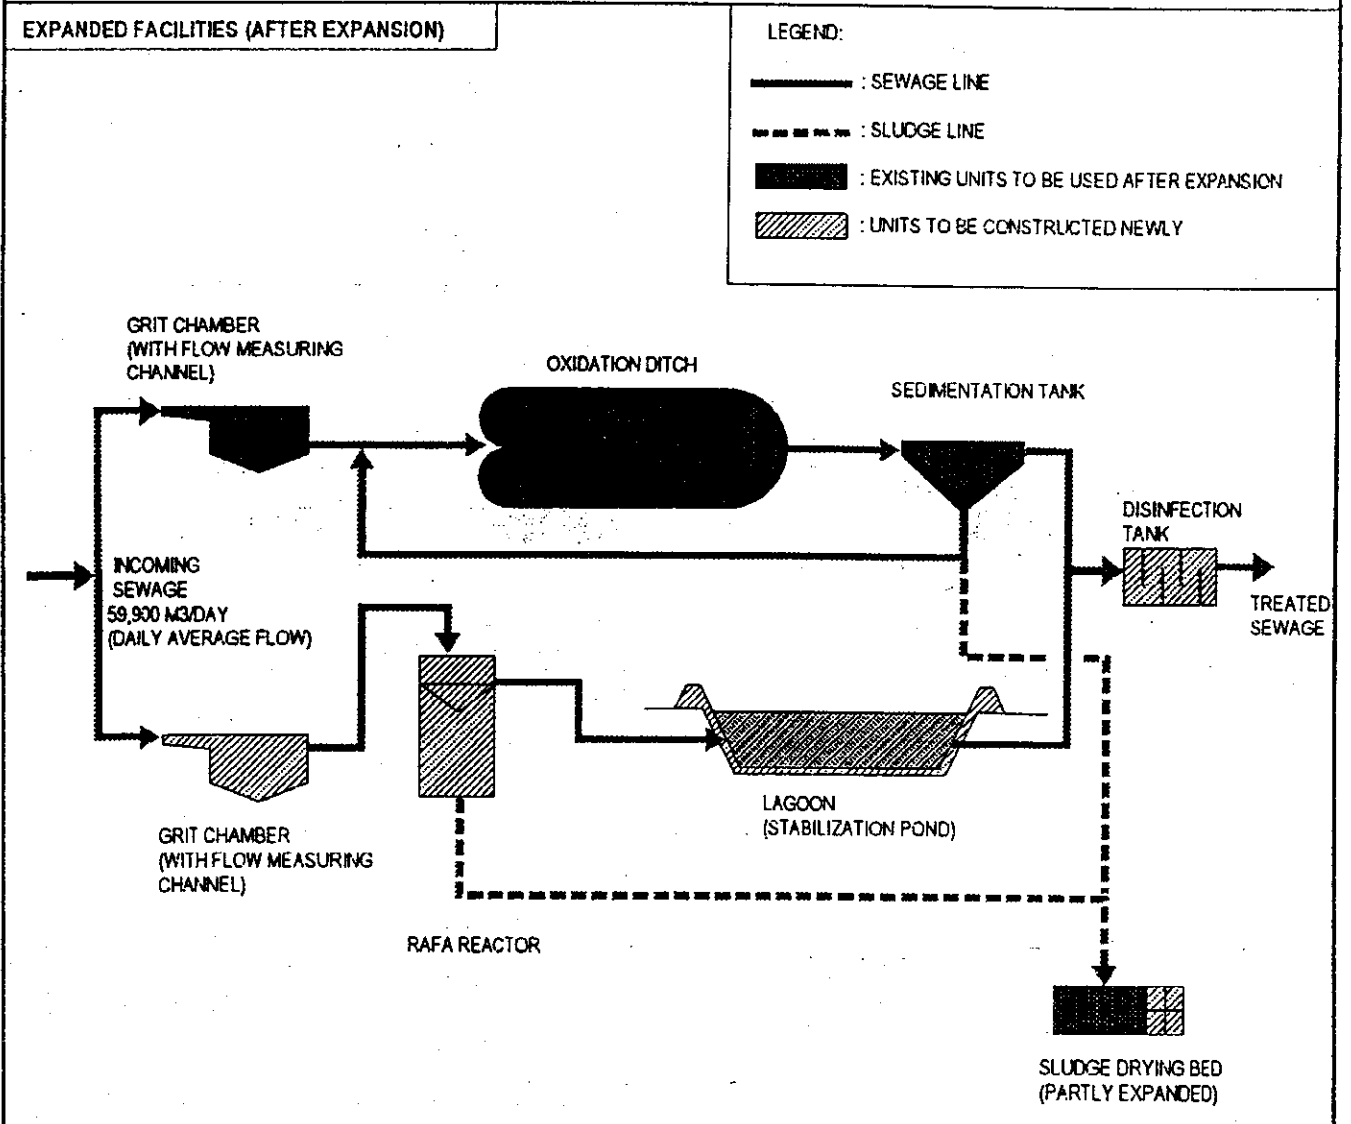 EXPANDED FACILITIES (AFTER EXPANSION)
LEGEND:
: SEWAGE LINE
: SLUDGE LINE
: EXISTING UNITS TO BE USED AFTER EXPANSION
: UNITS TO BE CONSTRUCTED NEWLY
GRIT CHAMBER
(WITH FLOW MEASURING
CHANNEL)
OXIDATION DITCH
SEDIMENTATION TANK
DISINFECTION
TANK
INCOMING
SEWAGE
59,900 M3/DAY
(DAILY AVERAGE FLOW)
TREATED
SEWAGE
LAGOON
(STABILIZATION POND)
GRIT CHAMBER
(WITH FLOW MEASURING
CHANNEL)
RAFA REACTOR
SLUDGE DRYING BED
(PARTLY EXPANDED)